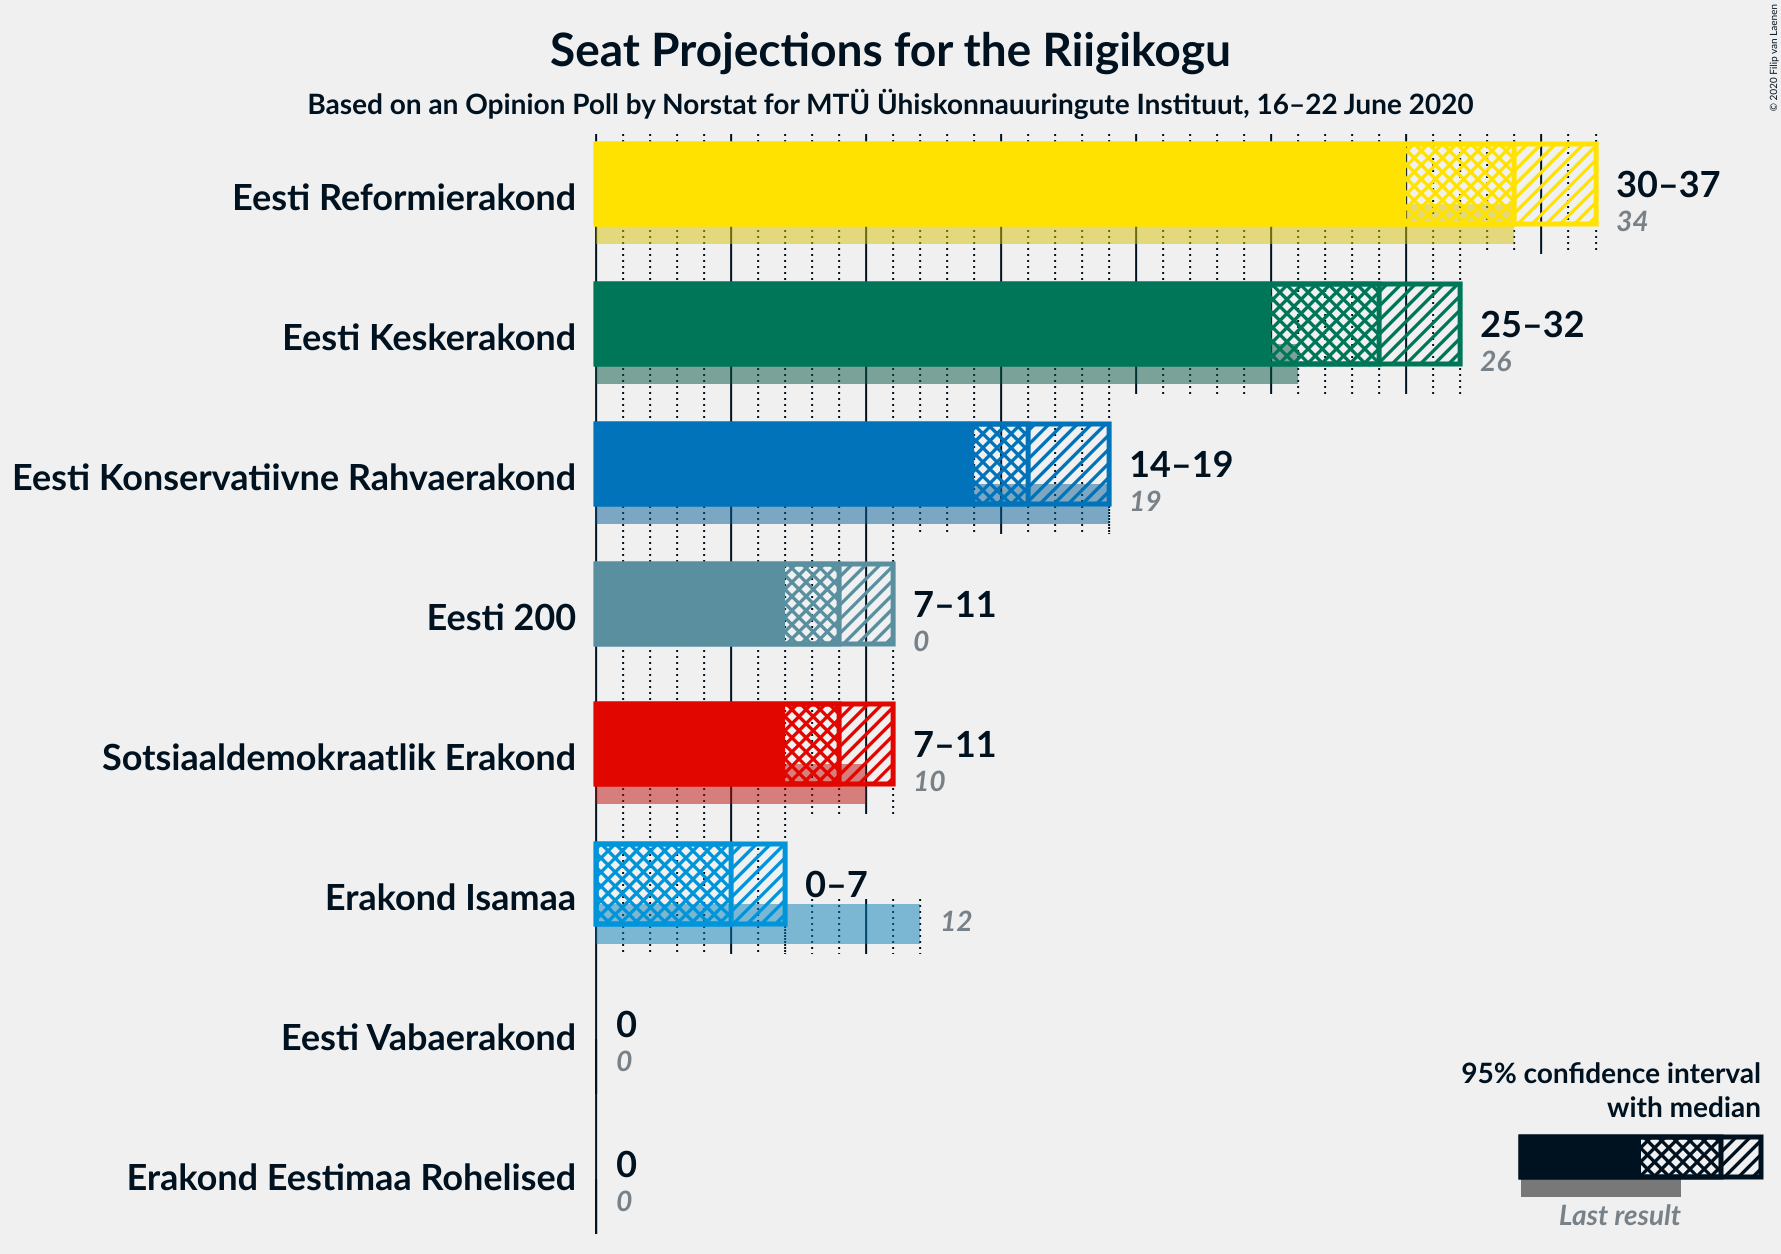 Seat Projections for the Riigikogu
Based on an Opinion Poll by Norstat for MTÜ Ühiskonnauuringute Instituut, 16–22 June 2020
© 2020 Filip van Laenen
Eesti Reformierakond
30–37
34
Eesti Keskerakond
25–32
26
Eesti Konservatiivne Rahvaerakond
14–19
19
Eesti 200
7–11
0
Sotsiaaldemokraatlik Erakond
7–11
10
Erakond Isamaa
0–7
12
Eesti Vabaerakond
0
0
Erakond Eestimaa Rohelised
0
0
95% confidence interval
with median
Last result